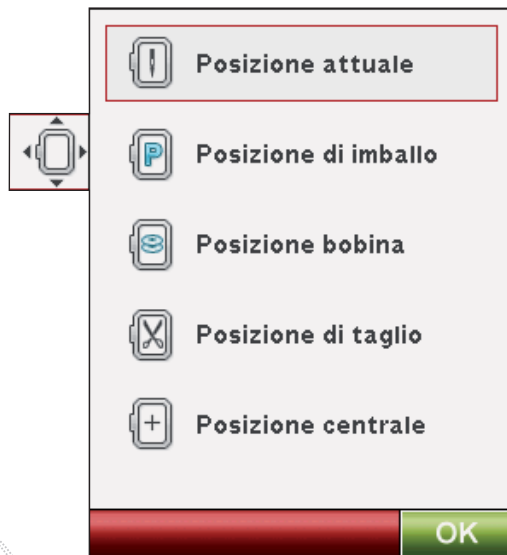 Posizione attuale
P
Posizione di imballo
Posizione bobina
Posizione di taglio
Posizione centrale
OK